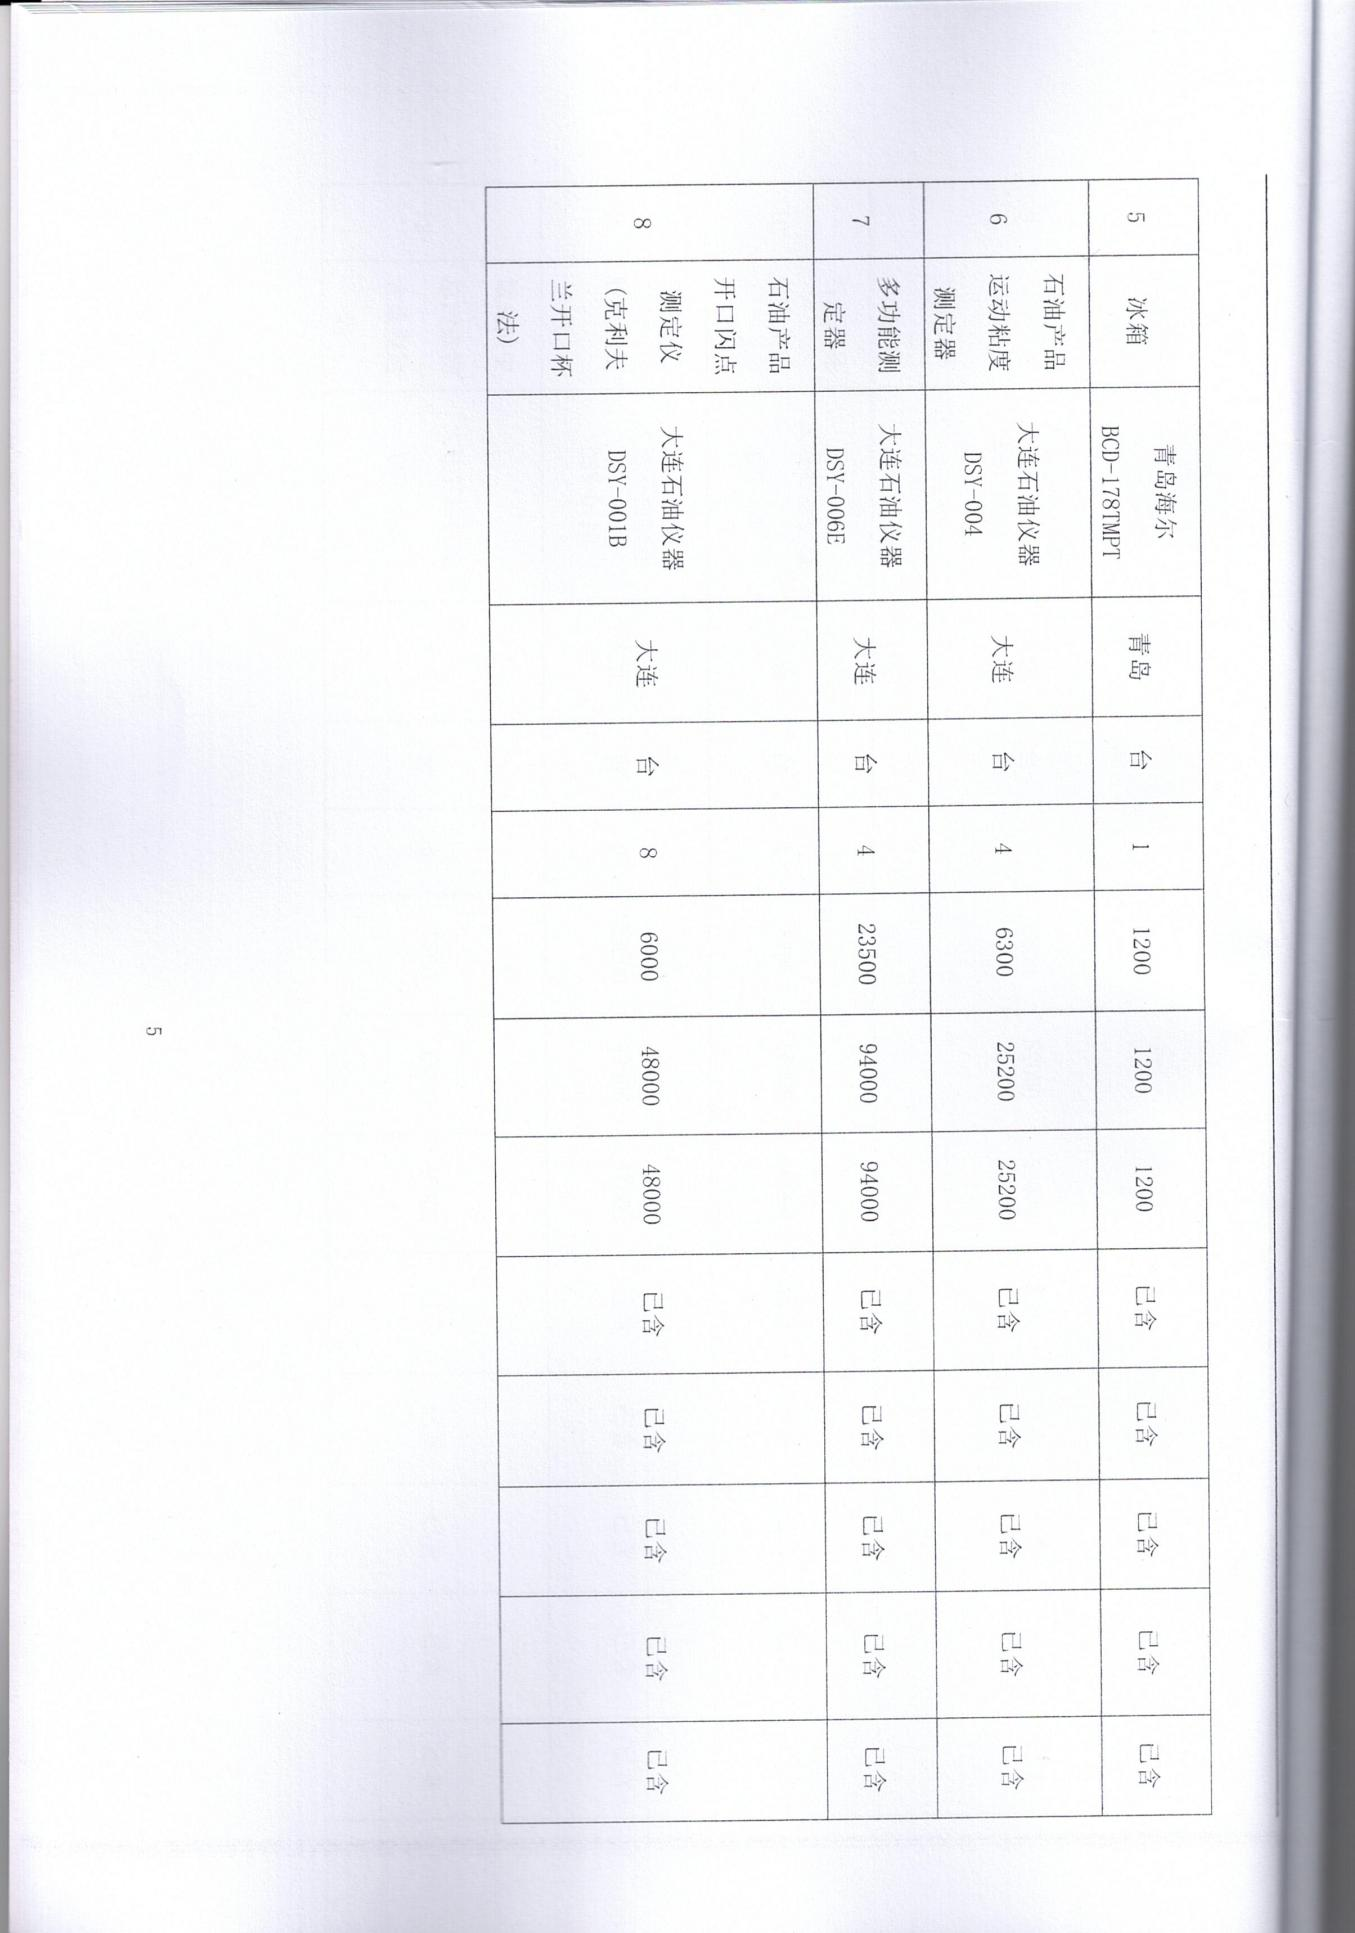 5
冰箱
青岛海尔
BCD-178TMPT
青岛
台
1
1200
1200
1200
已含
已含
已含
已含
已含
6
石油产品
运动粘度
测定器
大连石油仪器
DSY-004
大连
台
4
6300
25200
25200
已含
已含
已含
已含
已含
7
多功能测
定器
大连石油仪器
DSY-006E
大连
台
4
23500
94000
94000
已含
已含
已含
已含
已含
8
石油产品
开口闪点
测定仪
(克利夫
兰开口杯
法)
大连石油仪器
DSY-001B
大连
台
8
6000
48000
48000
已含
已含
已含
已含
已含
5